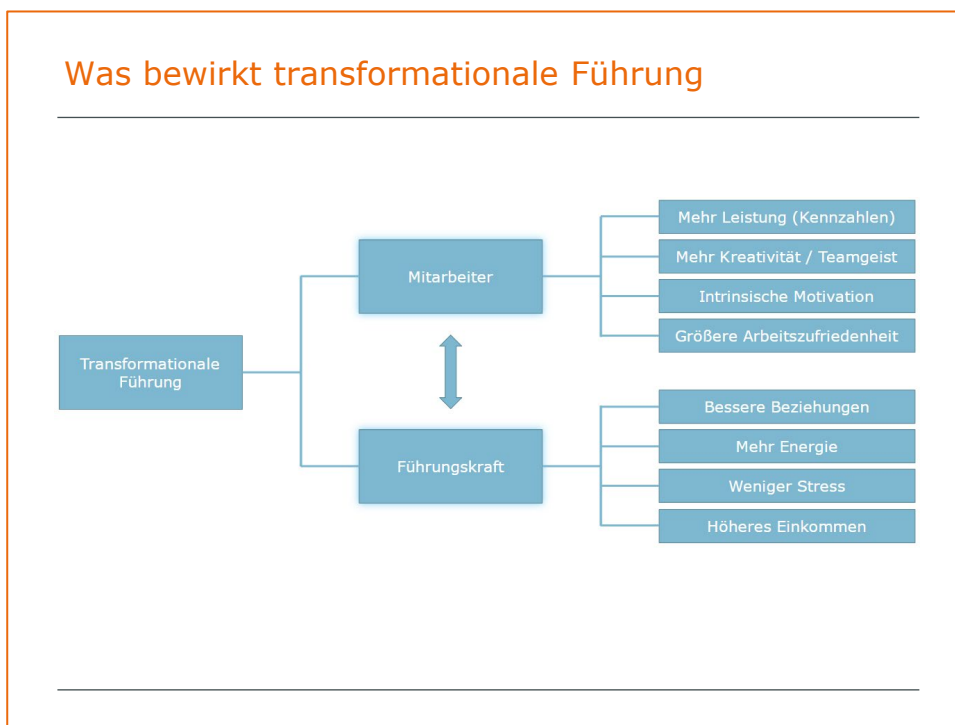 Was bewirkt transformationale Führung
Transformationale
Führung
Mitarbeiter
Führungskraft
Mehr Leistung (Kennzahlen)
Mehr Kreativität / Teamgeist
Intrinsische Motivation
Größere Arbeitszufriedenheit
Bessere Beziehungen
Mehr Energie
Weniger Stress
Höheres Einkommen